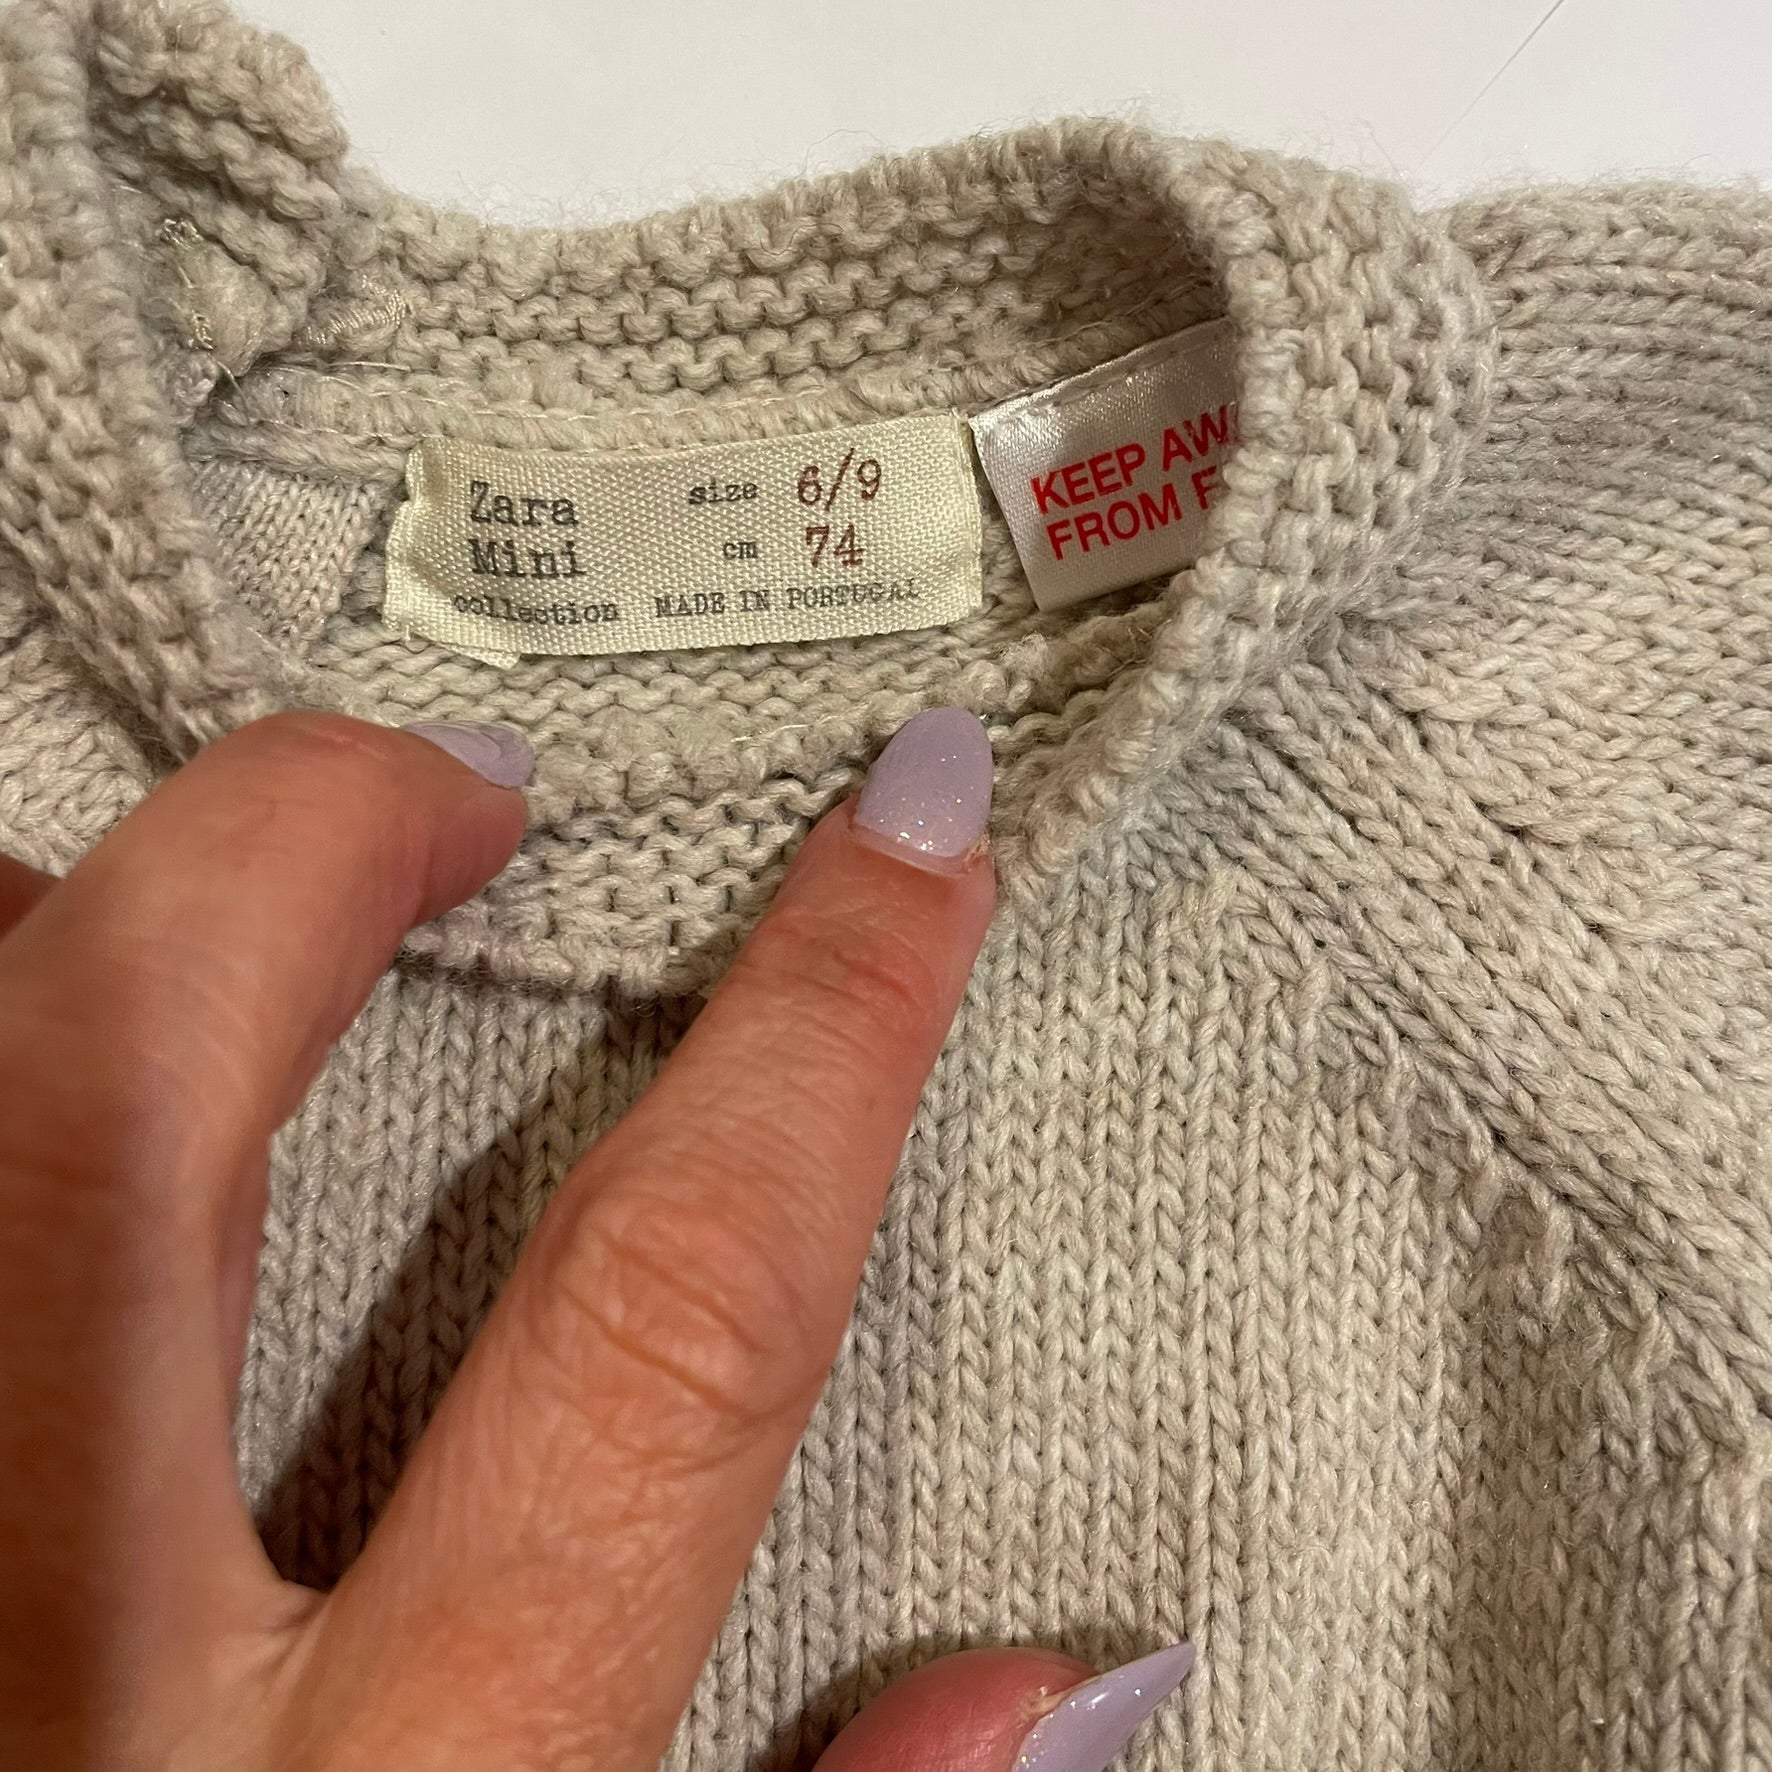 Zara size 6/9
Mini cm 74
collection MADE IN PORTUGAL
KEEP
FROM